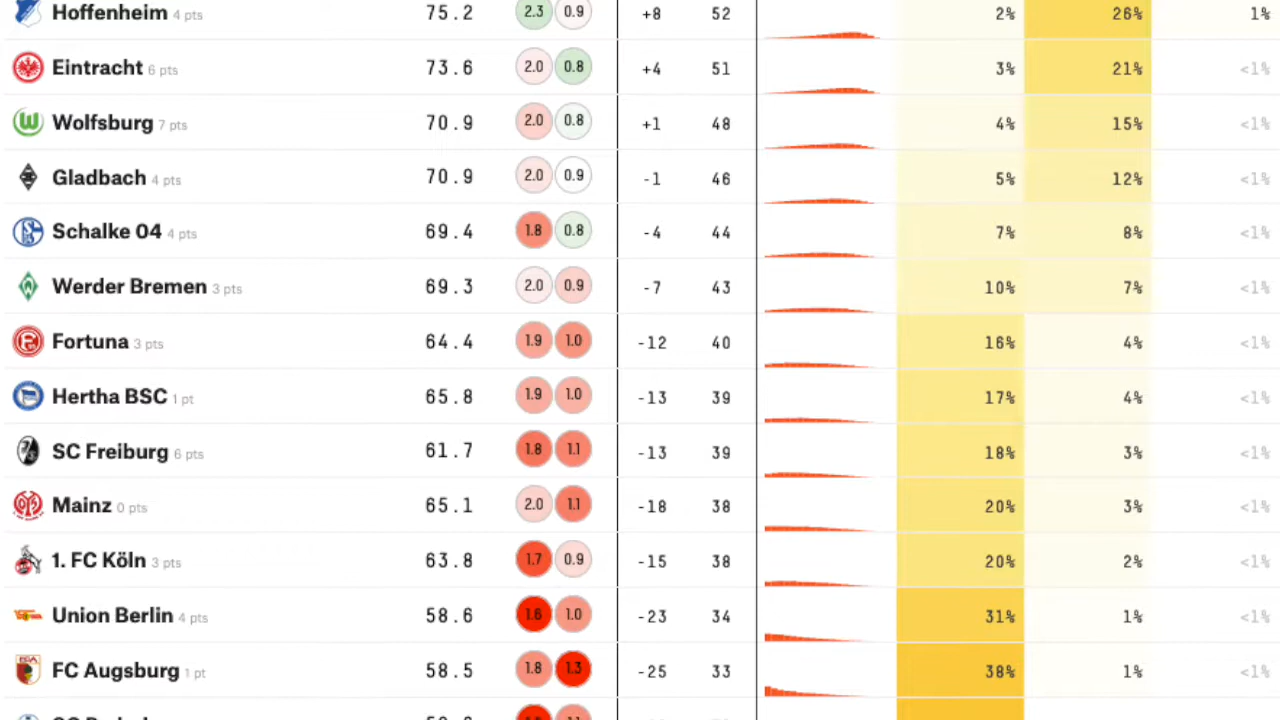 Hoffenheim 4 pts 75.2 2.3 0.9 +8 52 2% 26% 1%
Eintracht 6 pts 73.6 2.0 0.8 +4 51 3% 21% <1%
Wolfsburg 7 pts 70.9 2.0 0.8 +1 48 4% 15% <1%
Gladbach 4 pts 70.9 2.0 0.9 -1 46 5% 12% <1%
Schalke 04 4 pts 69.4 1.8 0.8 -4 44 7% 8% <1%
Werder Bremen 3 pts 69.3 2.0 0.9 -7 43 10% 7% <1%
Fortuna 3 pts 64.4 1.9 1.0 -12 40 16% 4% <1%
Hertha BSC 1 pt 65.8 1.9 1.0 -13 39 17% 4% <1%
SC Freiburg 6 pts 61.7 1.8 1.1 -13 39 18% 3% <1%
Mainz 0 pts 65.1 2.0 1.1 -18 38 20% 3% <1%
1. FC Köln 3 pts 63.8 1.7 0.9 -15 38 20% 2% <1%
Union Berlin 4 pts 58.6 1.6 1.0 -23 34 31% 1% <1%
FC Augsburg 1 pt 58.5 1.8 1.3 -25 33 38% 1% <1%